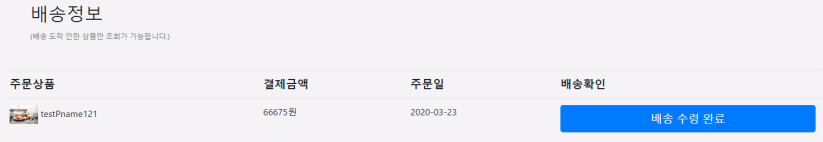 배송정보
(배송 도착 안한 상품만 조회가 가능합니다.)
주문상품 결제금액 주문일 배송확인
testPname121 66675원 2020-03-23 배송 수령 완료